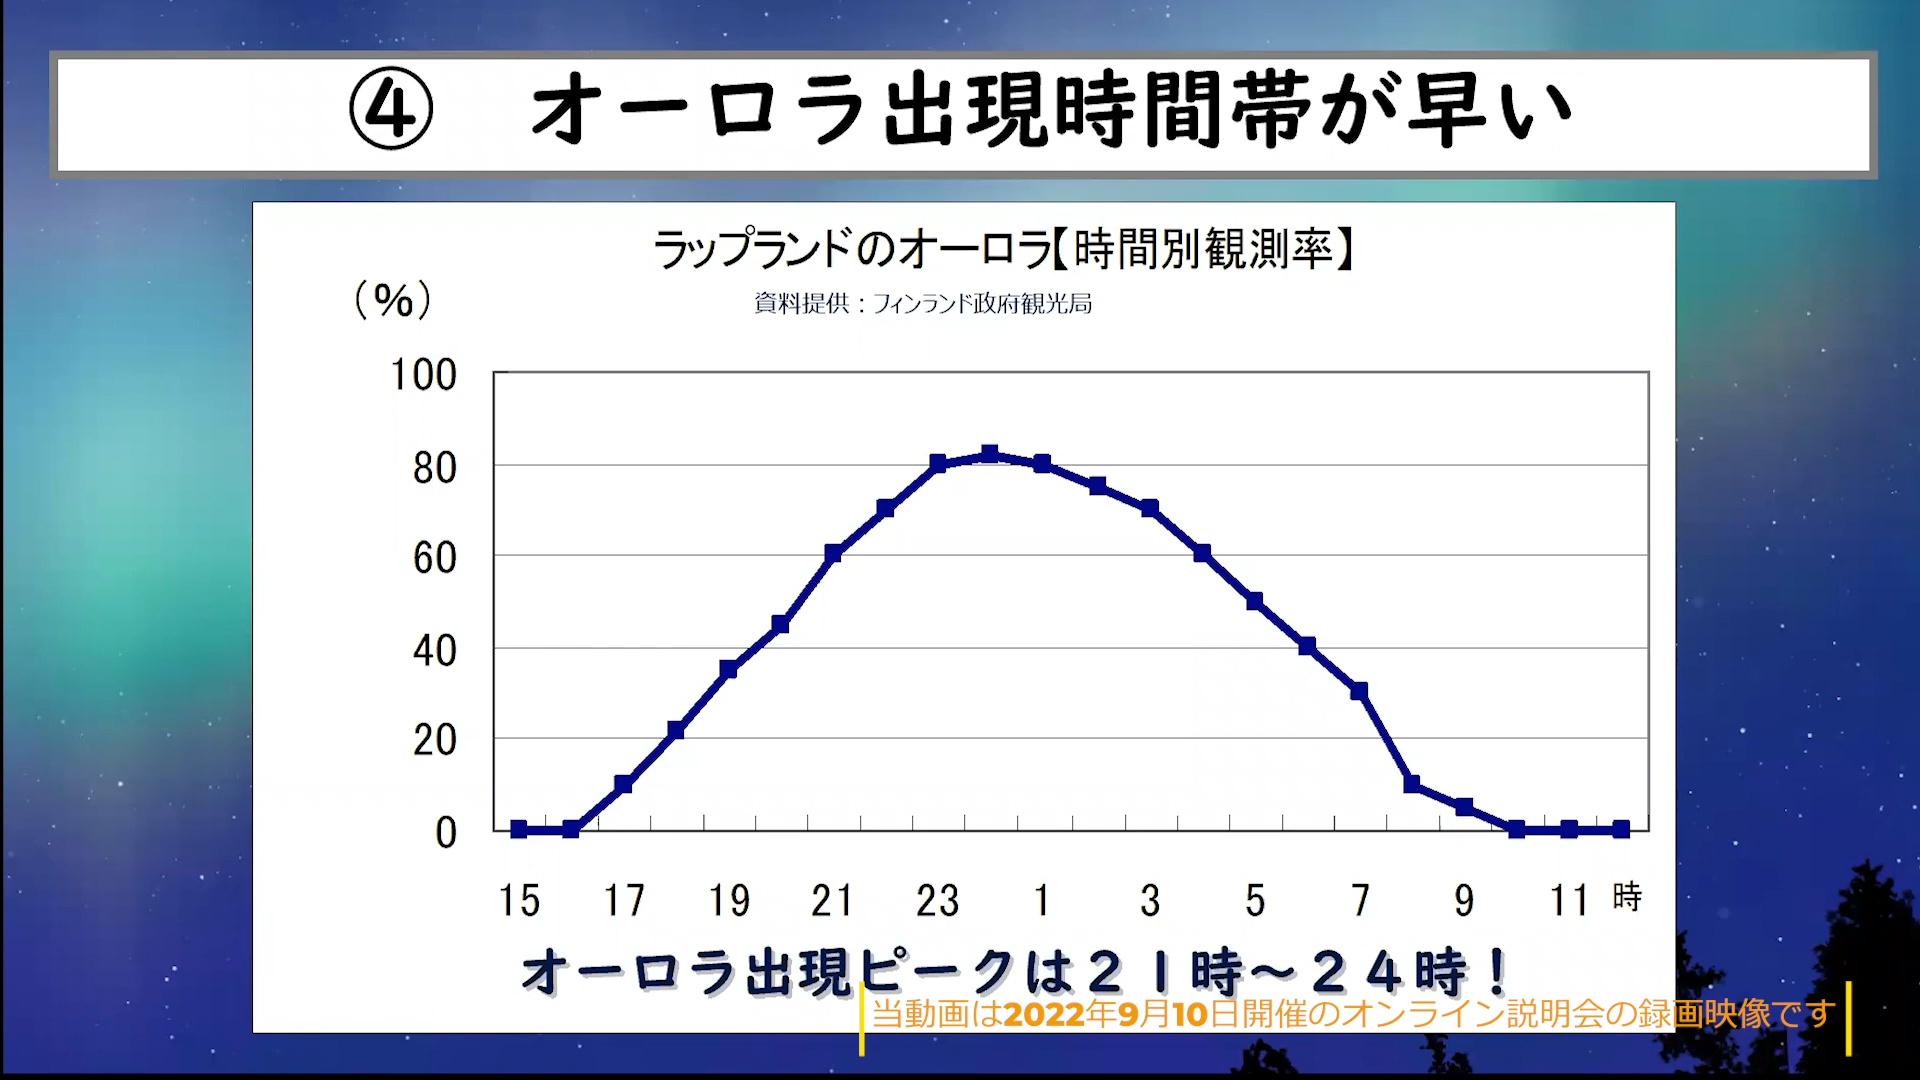 ④ オーロラ出現時間帯が早い
ラップランドのオーロラ【時間別観測率】
(%)
資料提供：フィンランド政府観光局
100
80
60
40
20
0
15 17 19 21 23 1 3 5 7 9 11 時
オーロラ出現ピークは２１時～２４時！
当動画は2022年9月10日開催のオンライン説明会の録画映像です